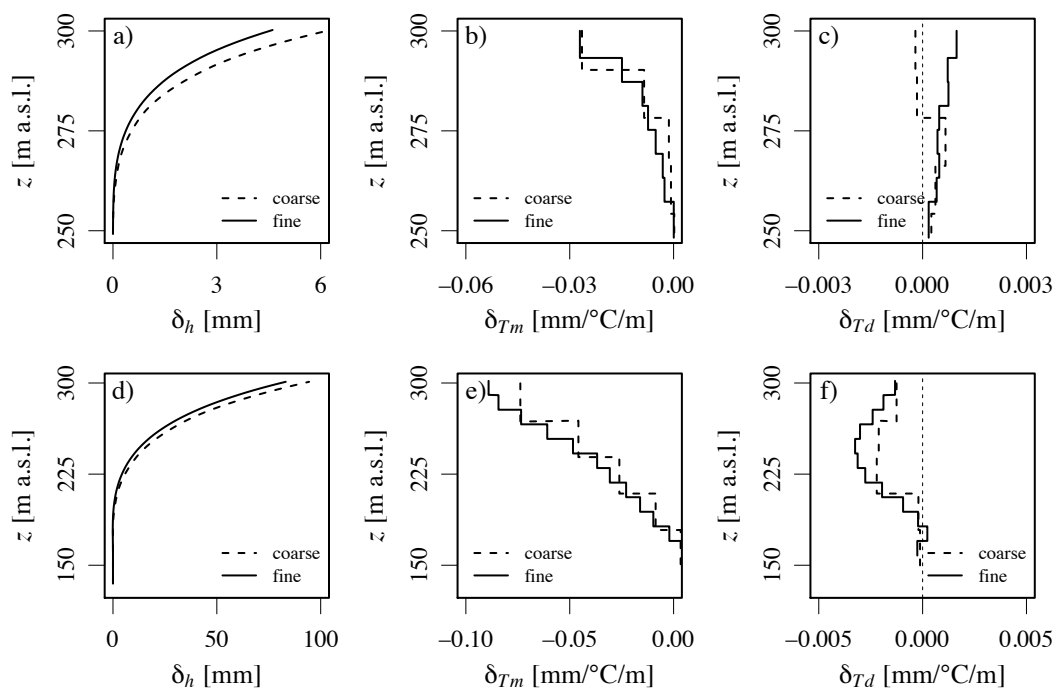 a)
300
275
250
z [m a.s.l.]
coarse
fine
0 3 6
δh [mm]
b)
300
275
250
z [m a.s.l.]
coarse
fine
−0.06 −0.03 0.00
δTm [mm/°C/m]
c)
300
275
250
z [m a.s.l.]
coarse
fine
−0.003 0.000 0.003
δTd [mm/°C/m]
d)
300
225
150
z [m a.s.l.]
coarse
fine
0 50 100
δh [mm]
e)
300
225
150
z [m a.s.l.]
coarse
fine
−0.10 −0.05 0.00
δTm [mm/°C/m]
f)
300
225
150
z [m a.s.l.]
coarse
fine
−0.005 0.000 0.005
δTd [mm/°C/m]